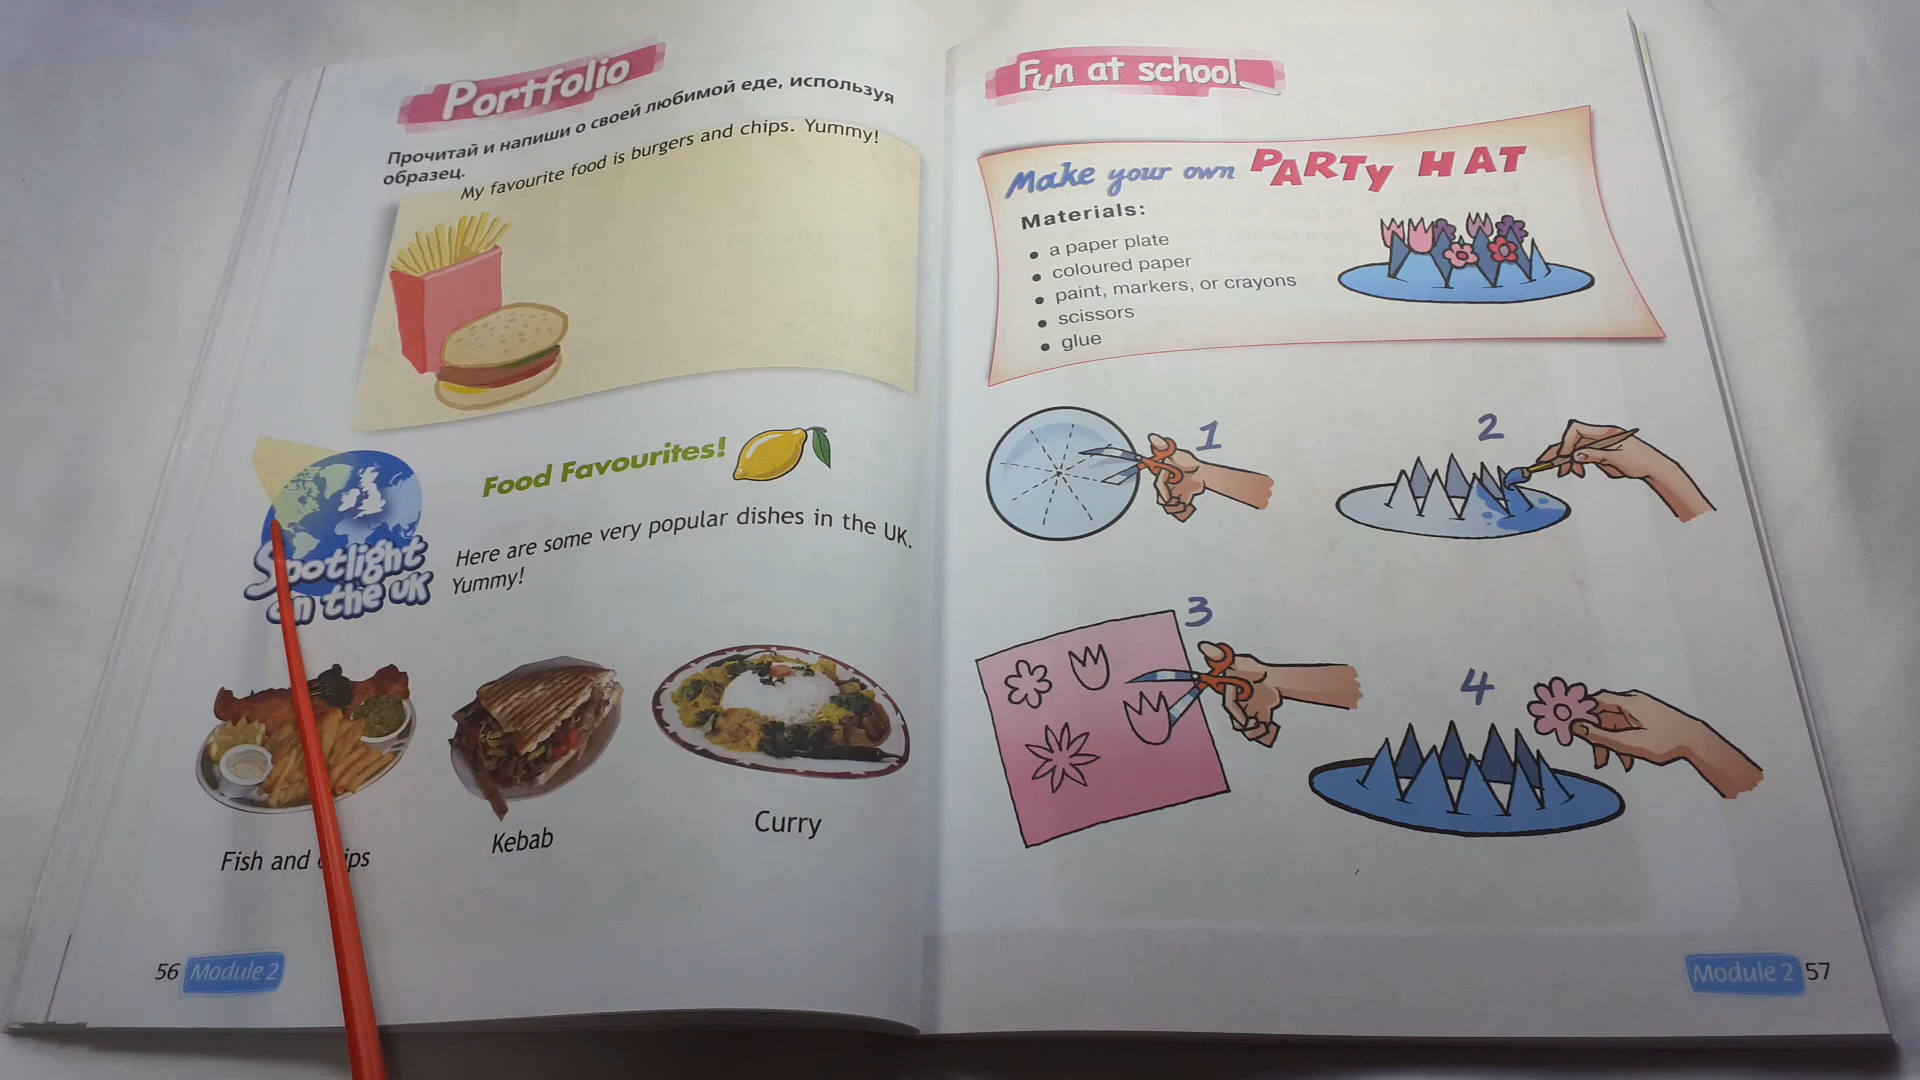 Portfolio
Прочитай и напиши о своей любимой еде, используя
образец.
My favourite food is burgers and chips. Yummy!
Food Favourites!
Spotlight
on the UK
Here are some very popular dishes in the UK.
Yummy!
Fish and chips
Kebab
Curry
56 Module 2
Fun at school
Make your own PARTY HAT
Materials:
• a paper plate
• coloured paper
• paint, markers, or crayons
• scissors
• glue
1
2
3
4
Module 2 57